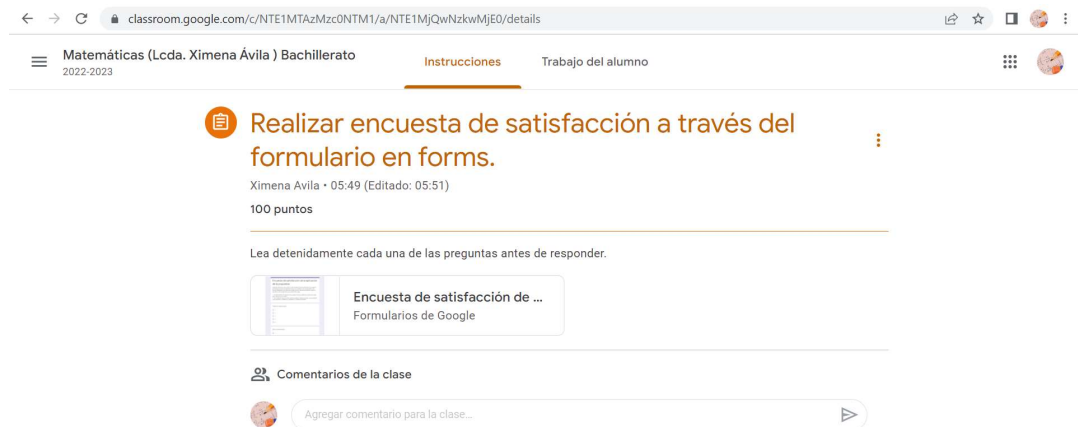 classroom.google.com/c/NTE1MTAzMzc0NTM1/a/NTE1MjQwNzkwMjE0/details
Matemáticas (Lcda. Ximena Ávila ) Bachillerato
2022-2023
Instrucciones
Trabajo del alumno
Realizar encuesta de satisfacción a través del
formulario en forms.
Ximena Avila • 05:49 (Editado: 05:51)
100 puntos
Lea detenidamente cada una de las preguntas antes de responder.
Encuesta de satisfacción de ...
Formularios de Google
Comentarios de la clase
Agregar comentario para la clase...